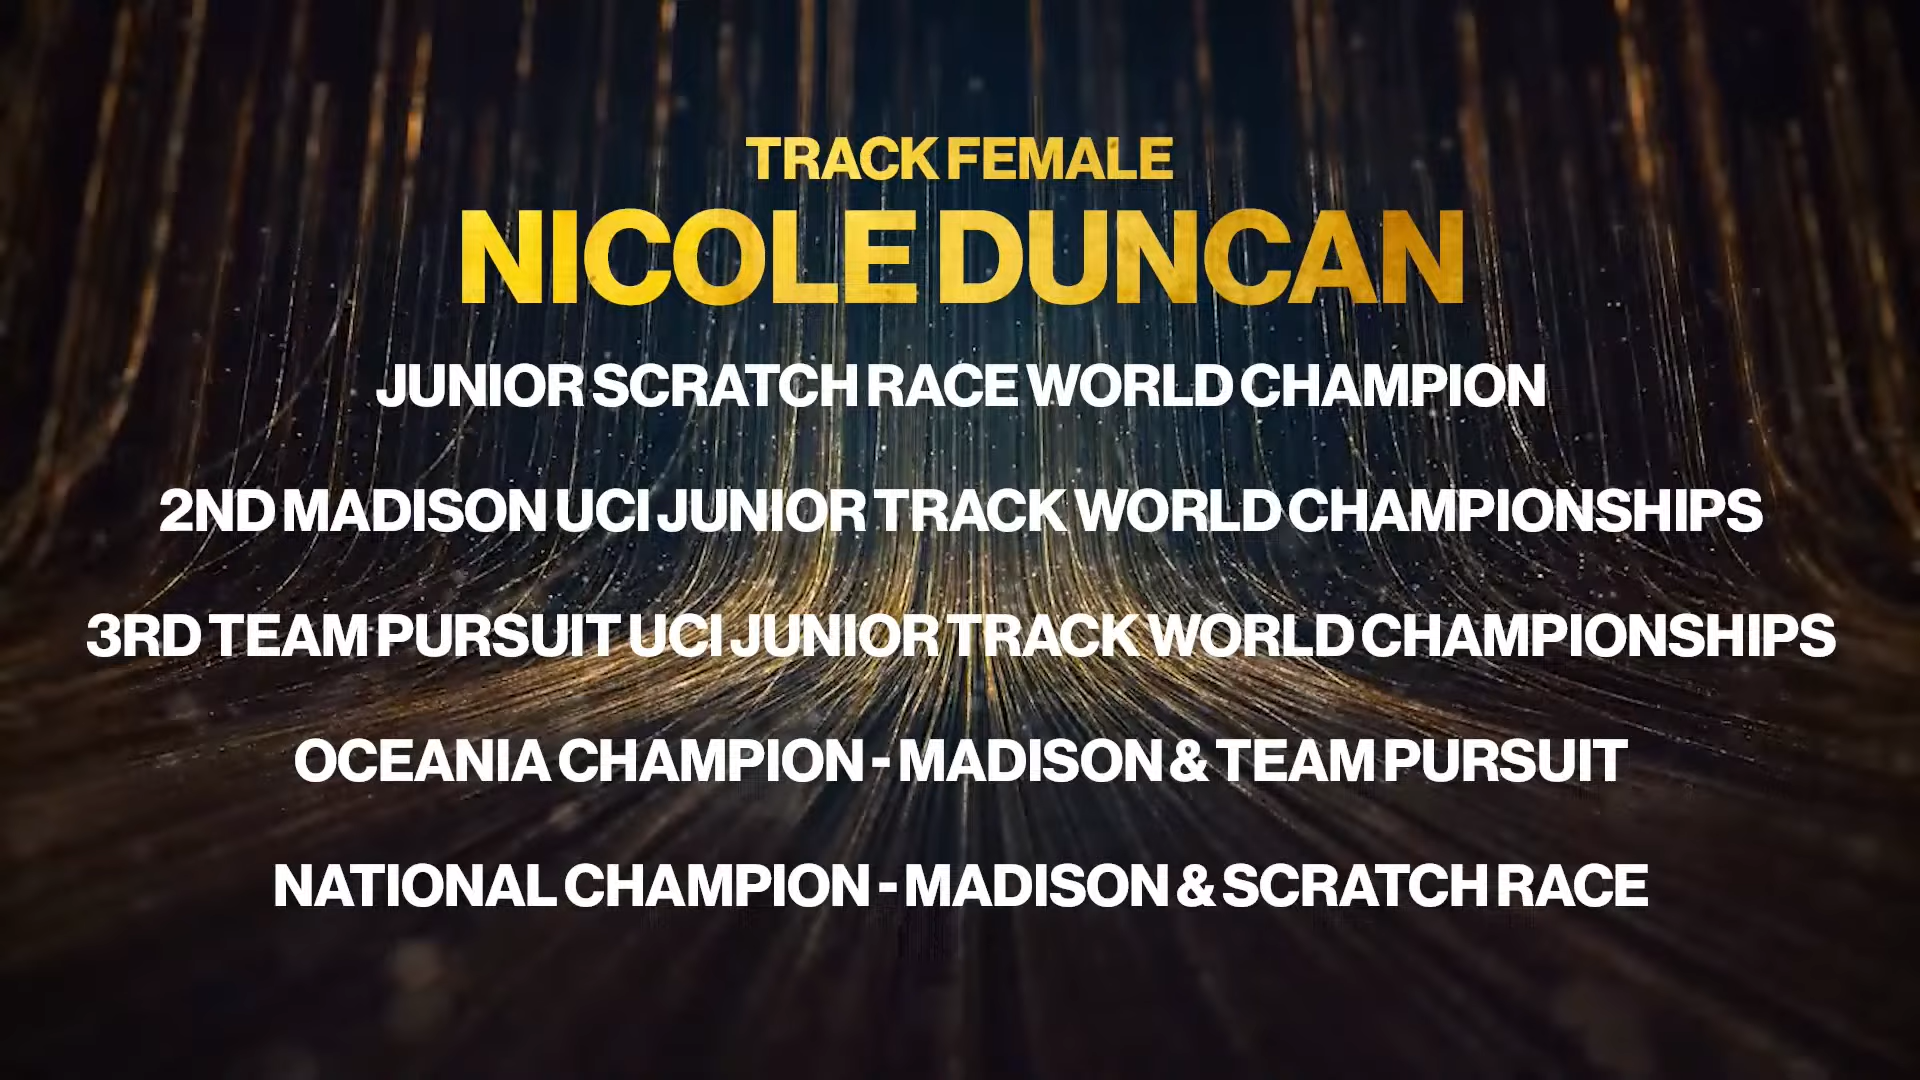 TRACK FEMALE
NICOLE DUNCAN
JUNIOR SCRATCH RACE WORLD CHAMPION
2ND MADISON UCI JUNIOR TRACK WORLD CHAMPIONSHIPS
3RD TEAM PURSUIT UCI JUNIOR TRACK WORLD CHAMPIONSHIPS
OCEANIA CHAMPION - MADISON & TEAM PURSUIT
NATIONAL CHAMPION - MADISON & SCRATCH RACE